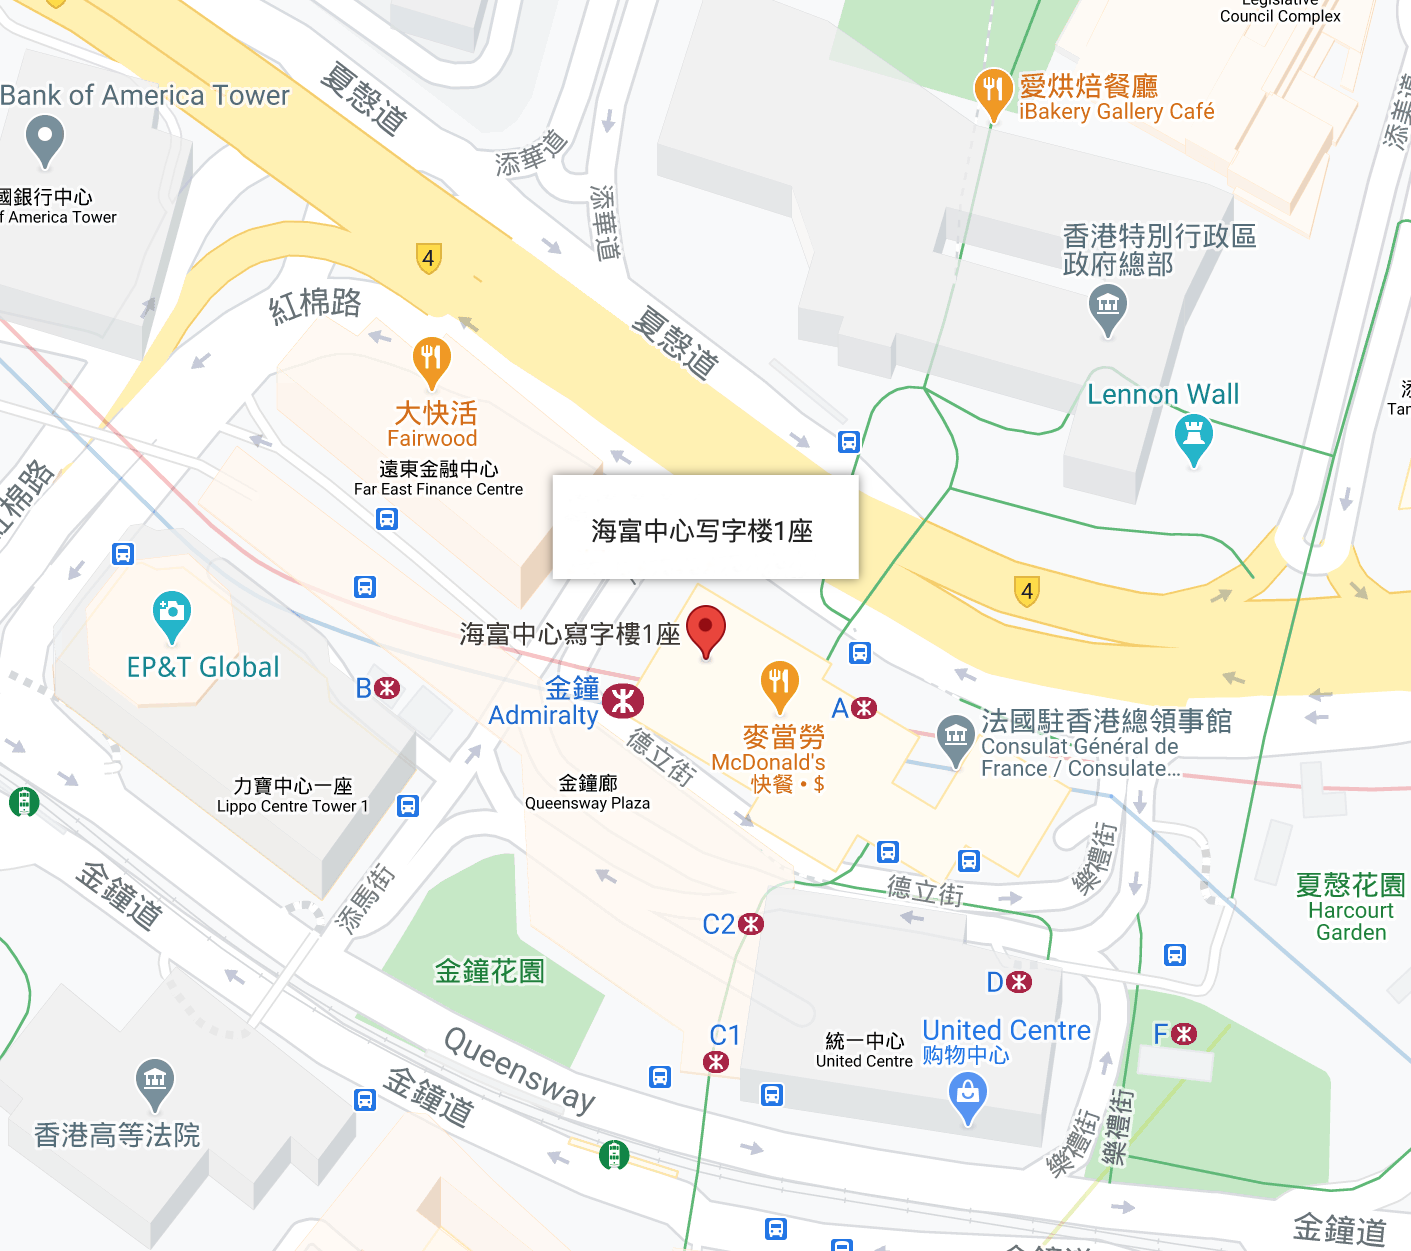 Legislative
Council Complex
夏慤道
Bank of America Tower
愛烘焙餐廳
iBakery Gallery Café
添美道
添華道
國銀行中心
of America Tower
添華道
香港特別行政區
政府總部
4
紅棉路
夏慤道
Lennon Wall
大快活
Fairwood
遠東金融中心
Far East Finance Centre
添
Tam
紅棉路
海富中心写字楼1座
4
海富中心寫字樓1座
EP&T Global
B
金鐘
Admiralty
A
麥當勞
McDonald's
快餐 • $
法國駐香港總領事館
Consulat Général de
France / Consulate...
德立街
力寶中心一座
Lippo Centre Tower 1
金鐘廊
Queensway Plaza
樂禮街
金鐘道
添馬街
德立街
夏慤花園
Harcourt
Garden
C2
金鐘花園
D
C1
統一中心
United Centre
United Centre
购物中心
F
Queensway
金鐘道
香港高等法院
樂禮街
樂禮街
金鐘道
金鐘道